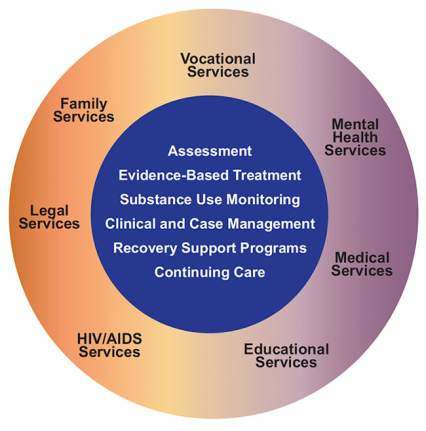 Vocational
Services
Mental
Health
Services
Medical
Services
Educational
Services
HIV/AIDS
Services
Legal
Services
Family
Services
Assessment
Evidence-Based Treatment
Substance Use Monitoring
Clinical and Case Management
Recovery Support Programs
Continuing Care